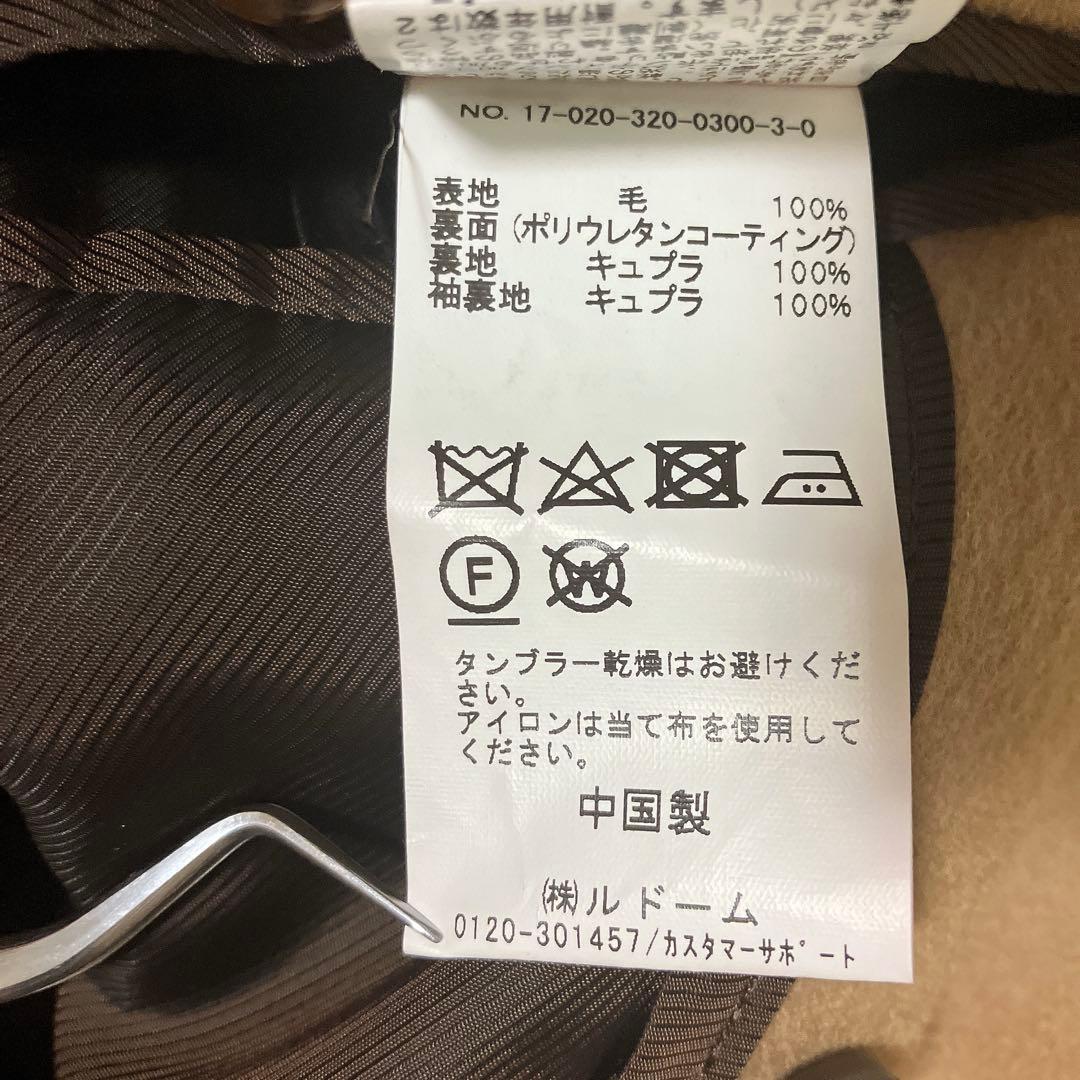 NO. 17-020-320-0300-3-0
表地 毛 100%
裏面 (ポリウレタンコーティング)
裏地 キュプラ 100%
袖裏地 キュプラ 100%
F
W
タンブラー乾燥はお避けくだ
さい。
アイロンは当て布を使用して
ください。
中国製
㈱ルドーム
0120-301457/カスタマーサポート